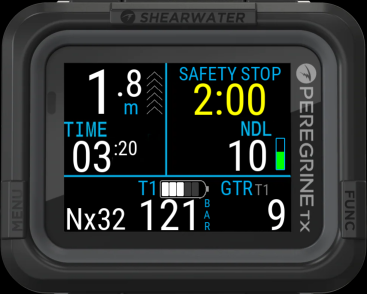 SHEARWATER
1.8 m
SAFETY STOP
2:00
TIME
03:20
NDL
10
T1
GTR T1
Nx32
121 BAR
9
PEREGRINE TX
MENU
FUNC